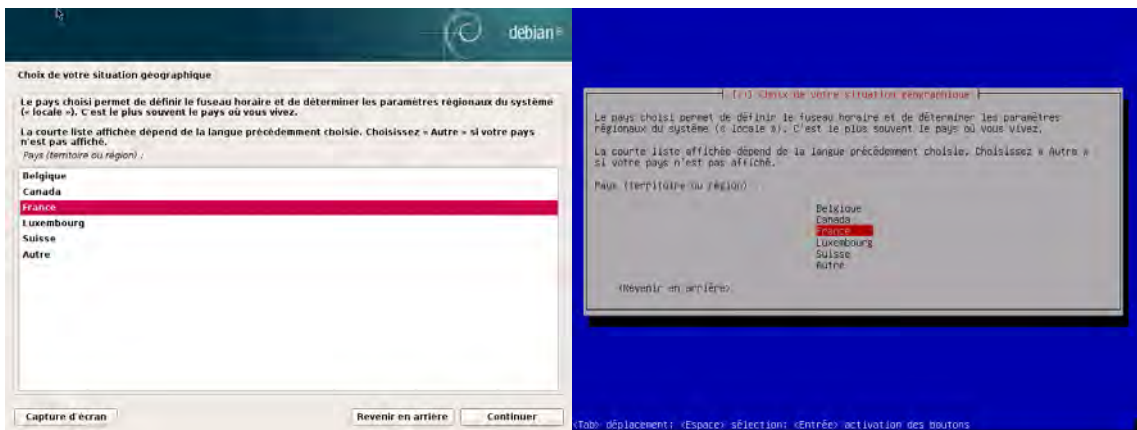 debian
Choix de votre situation géographique
Le pays choisi permet de définir le fuseau horaire et de déterminer les paramètres régionaux du système
(« locale »). C'est le plus souvent le pays où vous vivez.
La courte liste affichée dépend de la langue précédemment choisie. Choisissez « Autre » si votre pays
n'est pas affiché.
Pays (territoire ou région) :
Belgique
Canada
France
Luxembourg
Suisse
Autre
Capture d'écran
Revenir en arrière
Continuer
[!] Choix de votre situation géographique
Le pays choisi permet de définir le fuseau horaire et de déterminer les paramètres
régionaux du système (« locale »). C'est le plus souvent le pays où vous vivez.
La courte liste affichée dépend de la langue précédemment choisie. Choisissez « Autre »
si votre pays n'est pas affiché.
Pays (territoire ou région)
Belgique
Canada
France
Luxembourg
Suisse
Autre
<Revenir en arrière>
<Tab> déplacement; <Espace> sélection; <Entrée> activation des boutons